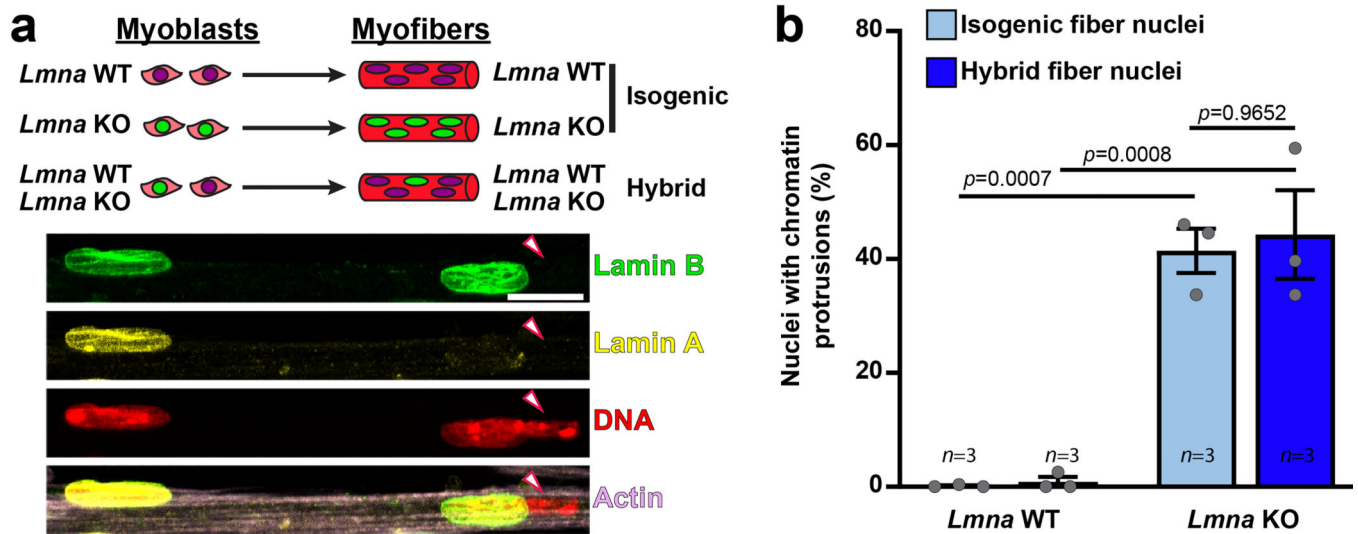 a
Myoblasts Myofibers
Lmna WT Lmna WT
Isogenic
Lmna KO Lmna KO
Lmna WT Lmna WT
Hybrid
Lmna KO Lmna KO
Lamin B
Lamin A
DNA
Actin
b
Isogenic fiber nuclei
Hybrid fiber nuclei
Nuclei with chromatin
protrusions (%)
80
60
40
20
0
p=0.9652
p=0.0008
p=0.0007
n=3 n=3 n=3 n=3
Lmna WT Lmna KO